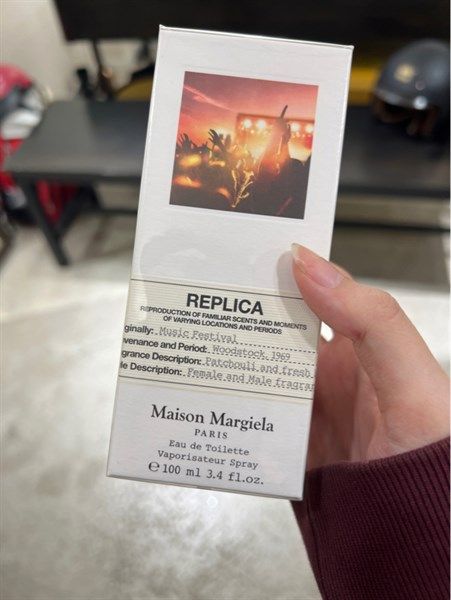 REPLICA
REPRODUCTION OF FAMILIAR SCENTS AND MOMENTS
OF VARYING LOCATIONS AND PERIODS
ginally: Music Festival
venance and Period: Woodstock, 1969
grance Description: Patchouli and fresh
le Description: Female and Male fragran
Maison Margiela
PARIS
Eau de Toilette
Vaporisateur Spray
℮ 100 ml 3.4 fl.oz.